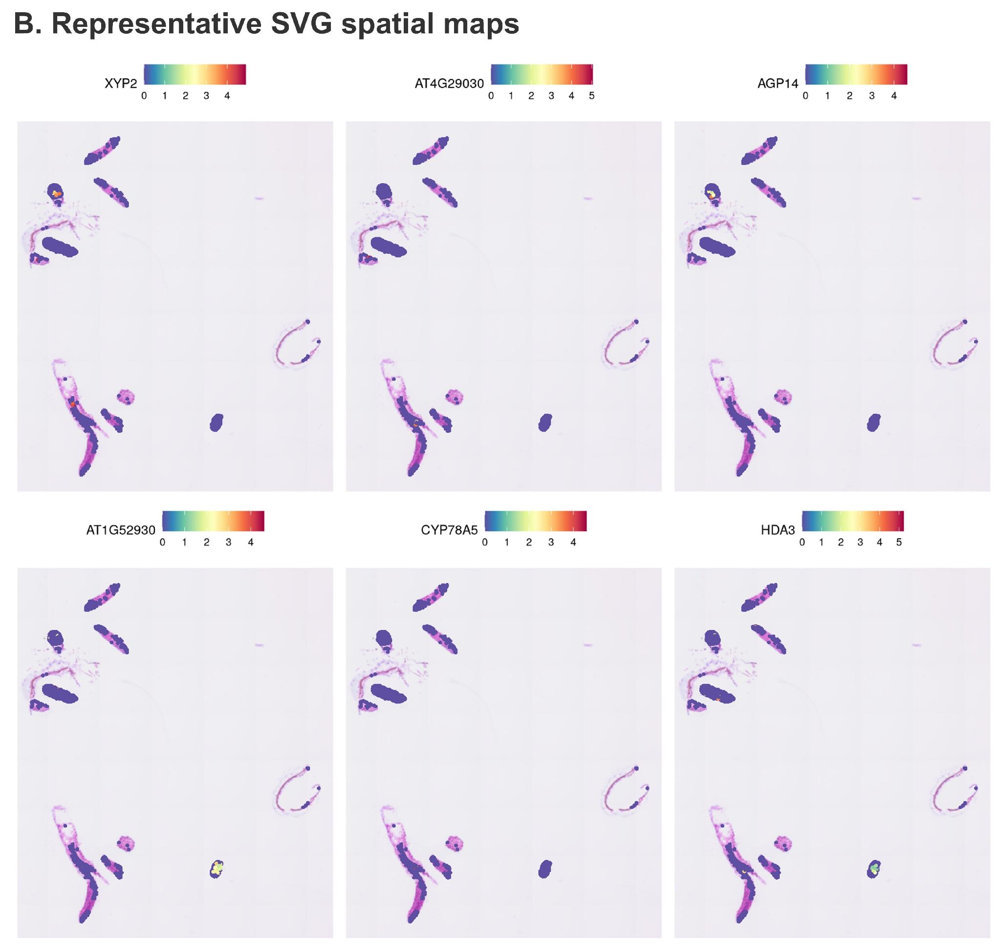 B. Representative SVG spatial maps
XYP2
0 1 2 3 4
AT4G29030
0 1 2 3 4 5
AGP14
0 1 2 3 4
AT1G52930
0 1 2 3 4
CYP78A5
0 1 2 3 4
HDA3
0 1 2 3 4 5